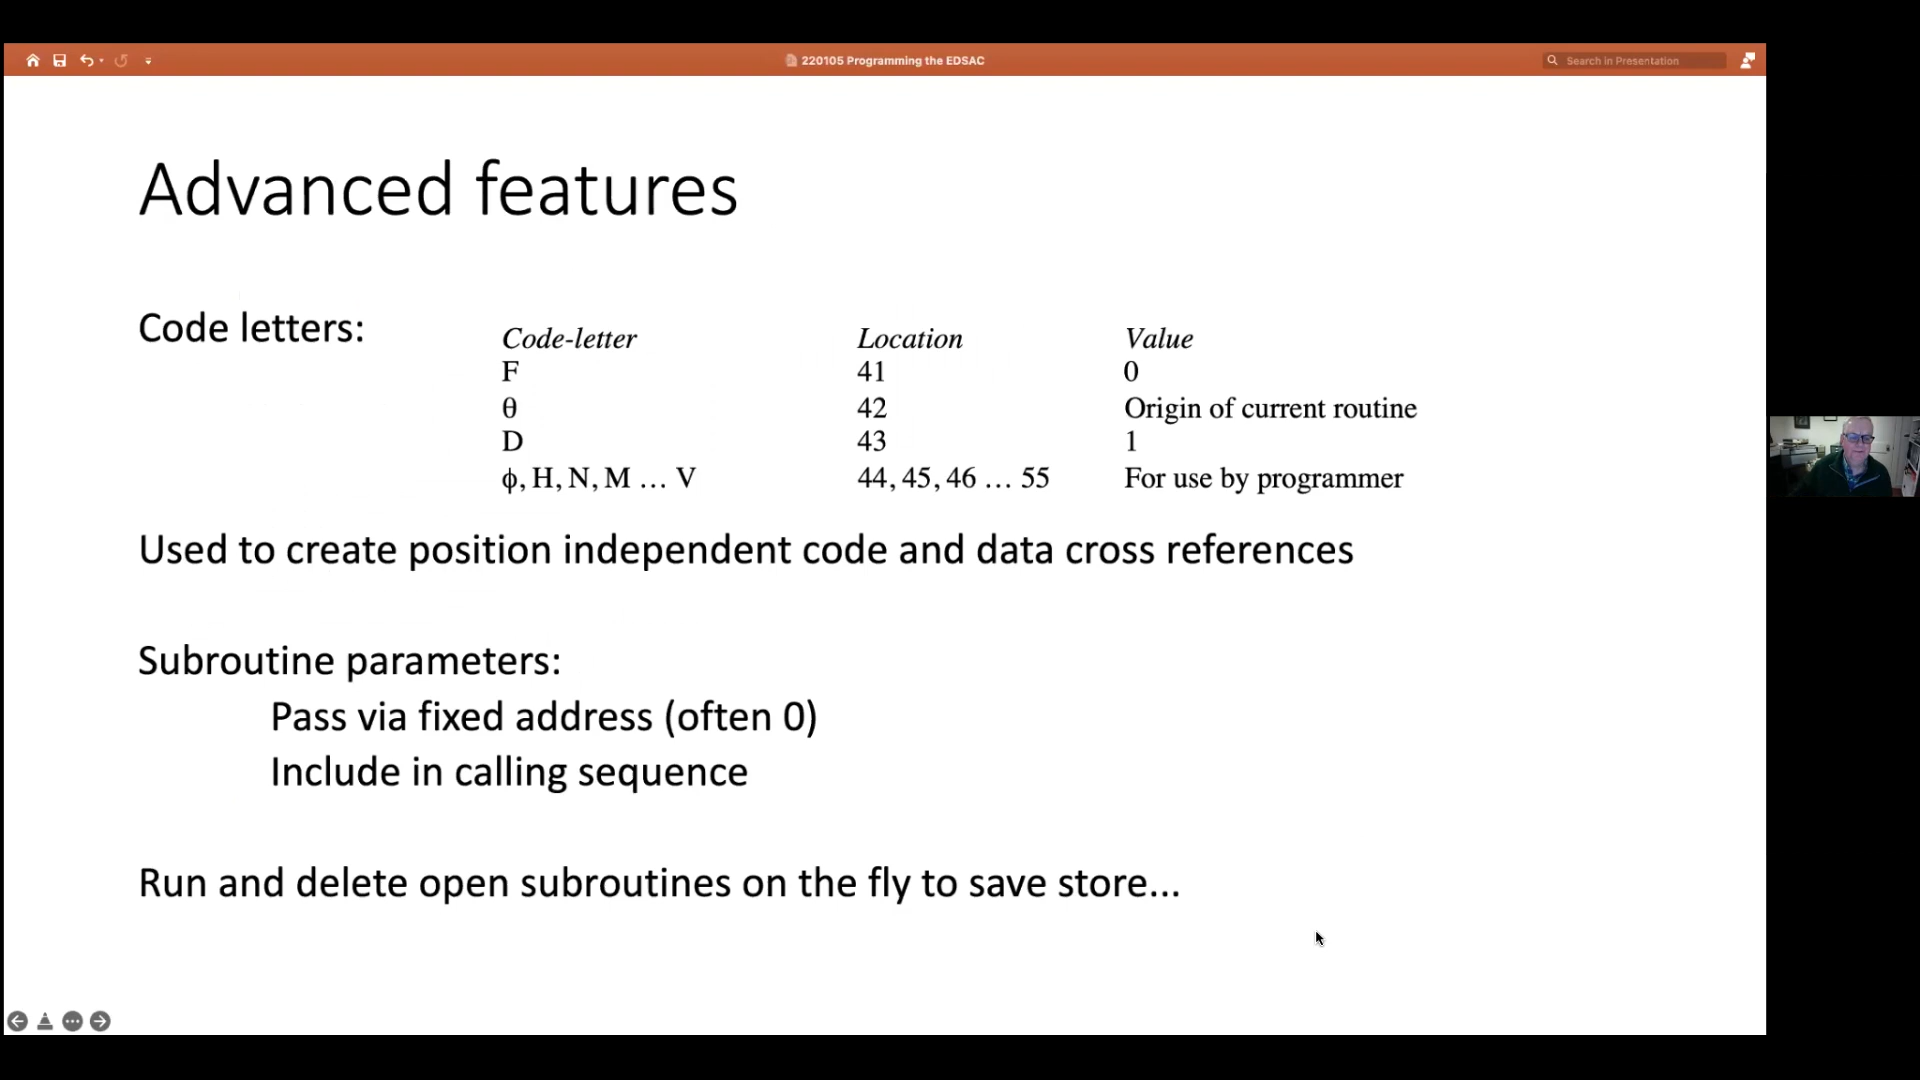 220105 Programming the EDSAC
Search in Presentation
Advanced features
Code letters:
Code-letter Location Value
F 41 0
θ 42 Origin of current routine
D 43 1
ϕ, H, N, M … V 44, 45, 46 … 55 For use by programmer
Used to create position independent code and data cross references
Subroutine parameters:
Pass via fixed address (often 0)
Include in calling sequence
Run and delete open subroutines on the fly to save store...